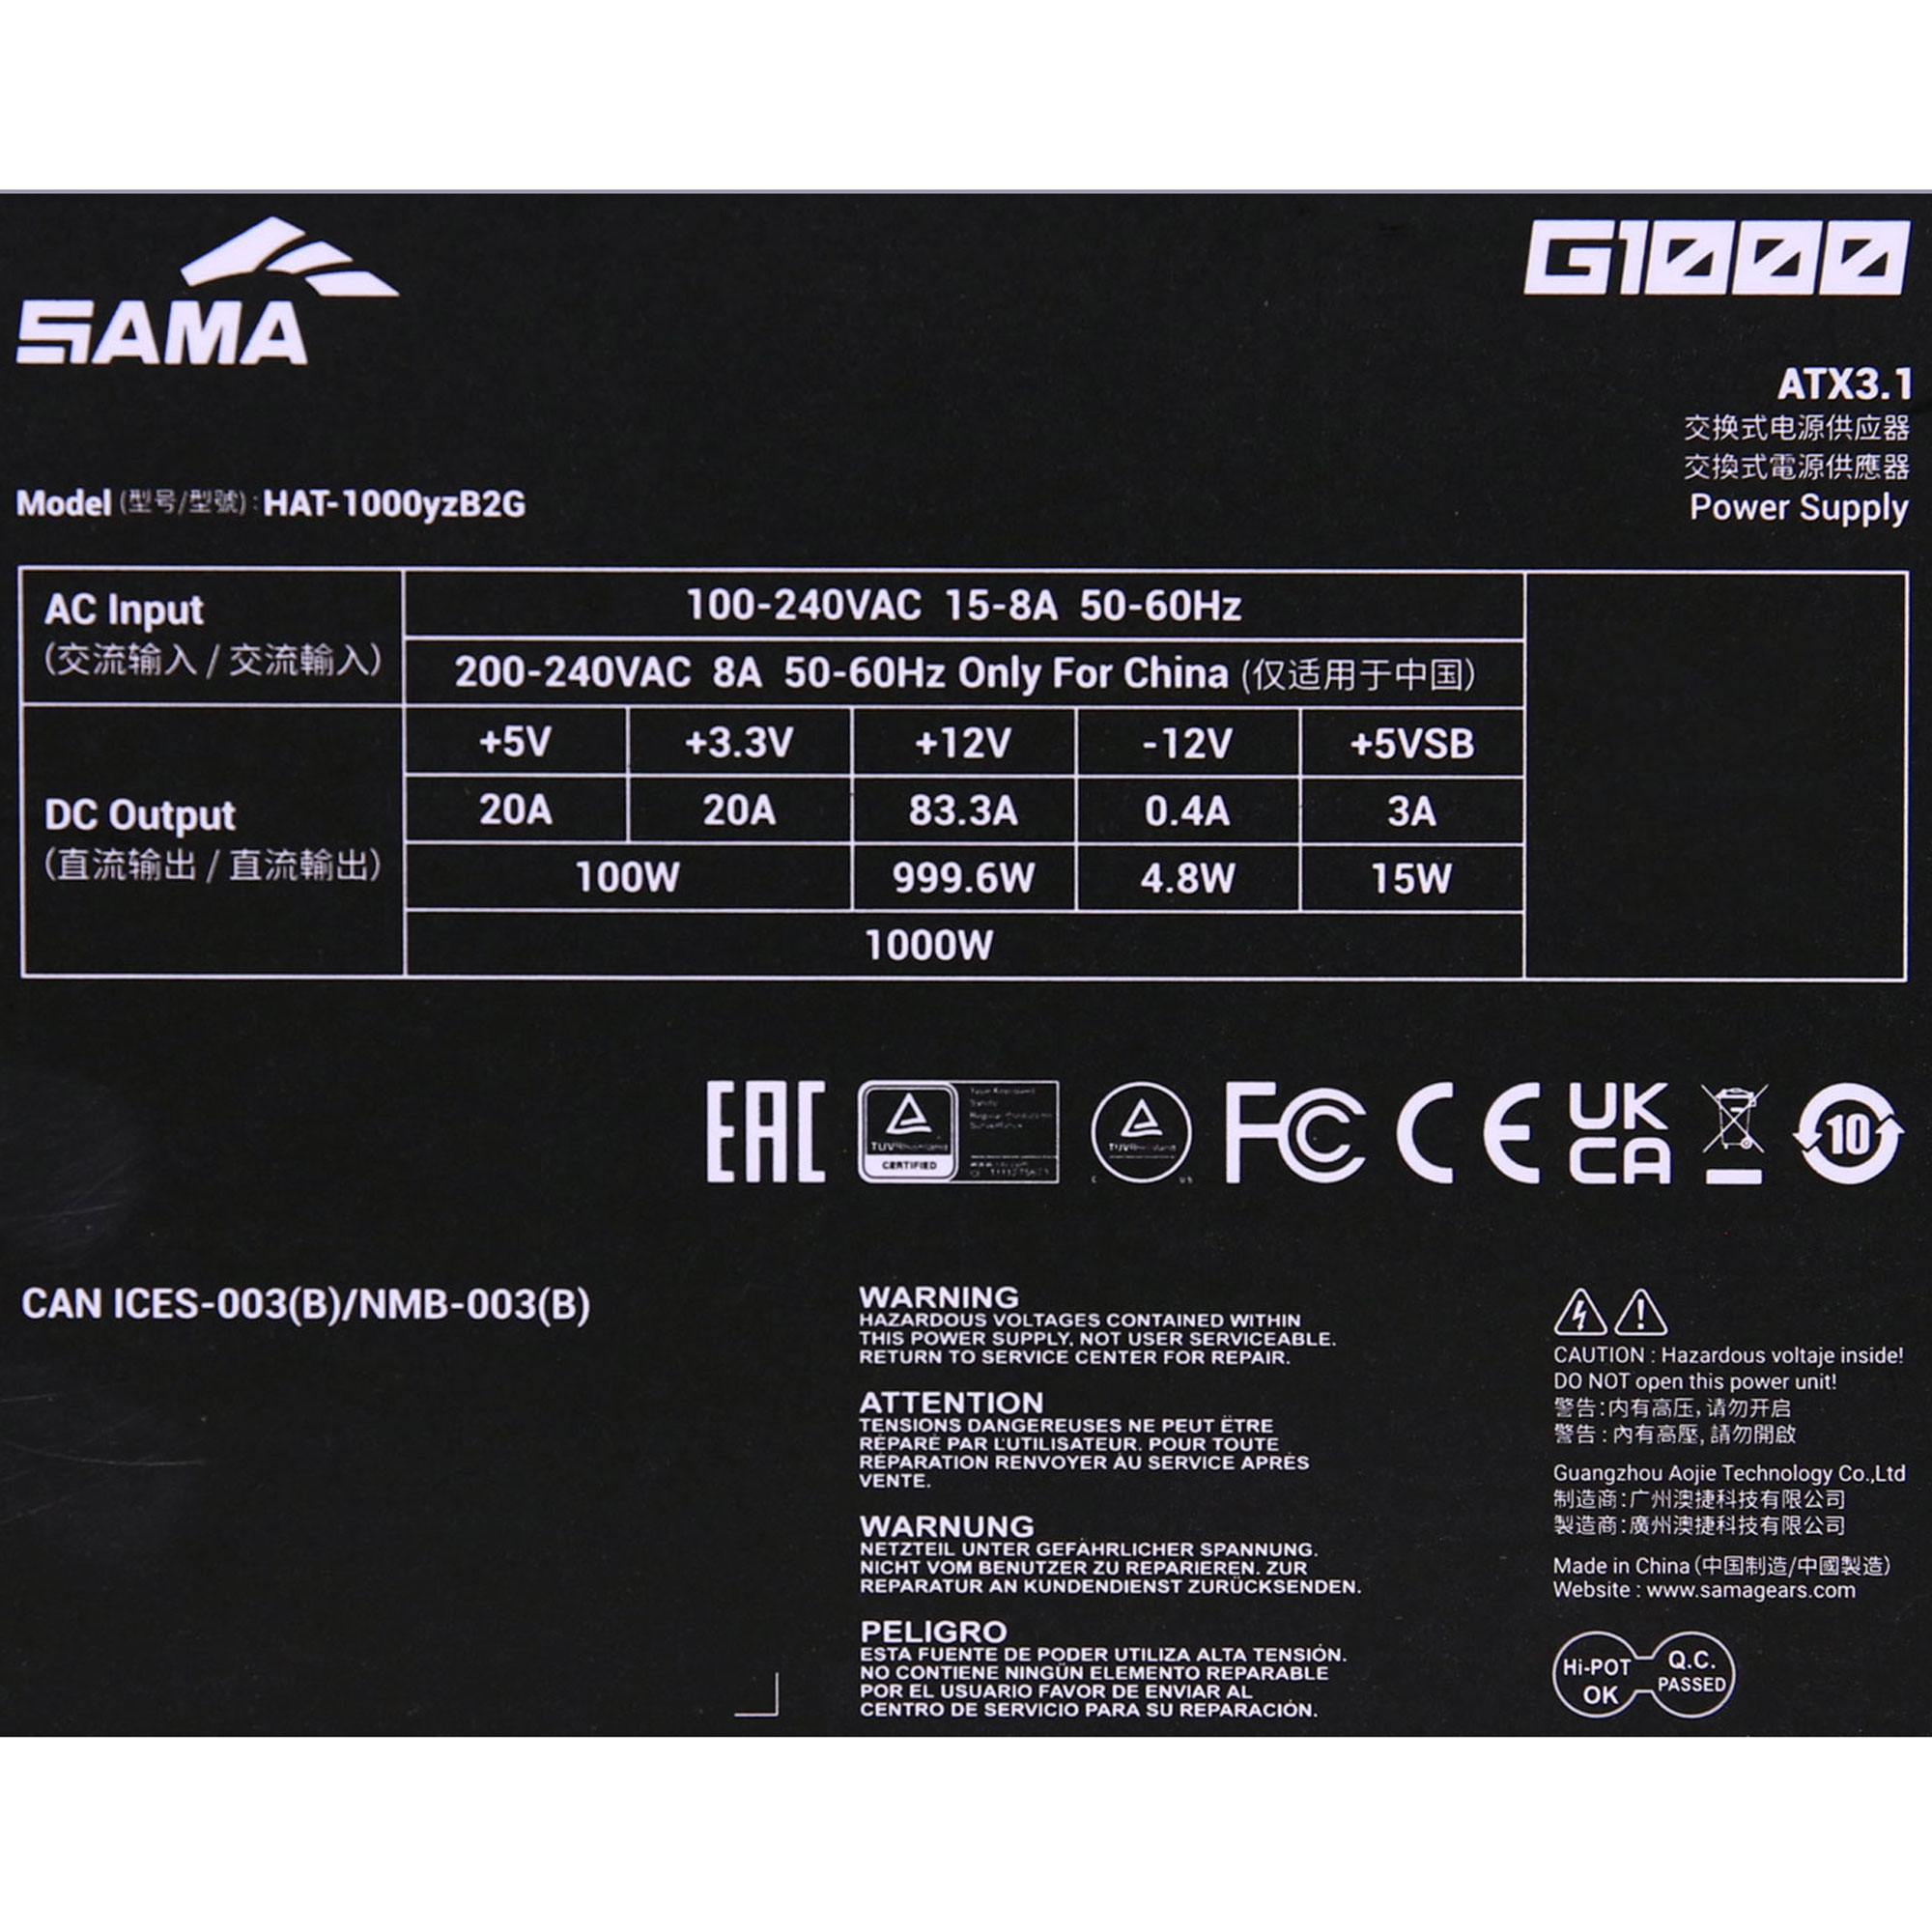 SAMA
G1000
ATX3.1
交换式电源供应器
交換式電源供應器
Power Supply
Model (型号/型號) : HAT-1000yzB2G
AC Input
(交流输入 / 交流輸入)
100-240VAC 15-8A 50-60Hz
200-240VAC 8A 50-60Hz Only For China (仅适用于中国)
DC Output
(直流输出 / 直流輸出)
+5V +3.3V +12V -12V +5VSB
20A 20A 83.3A 0.4A 3A
100W 999.6W 4.8W 15W
1000W
EAC
TÜVRheinland
CERTIFIED
TÜVRheinland
FC
CE
UK
CA
10
CAN ICES-003(B)/NMB-003(B)
WARNING
HAZARDOUS VOLTAGES CONTAINED WITHIN
THIS POWER SUPPLY, NOT USER SERVICEABLE.
RETURN TO SERVICE CENTER FOR REPAIR.
ATTENTION
TENSIONS DANGEREUSES NE PEUT ËTRE
RÉPARÉ PAR L'UTILISATEUR. POUR TOUTE
RÉPARATION RENVOYER AU SERVICE APRÉS
VENTE.
WARNUNG
NETZTEIL UNTER GEFÄHRLICHER SPANNUNG.
NICHT VOM BENUTZER ZU REPARIEREN. ZUR
REPARATUR AN KUNDENDIENST ZURÜCKSENDEN.
PELIGRO
ESTA FUENTE DE PODER UTILIZA ALTA TENSIÓN.
NO CONTIENE NINGÚN ELEMENTO REPARABLE
POR EL USUARIO FAVOR DE ENVIAR AL
CENTRO DE SERVICIO PARA SU REPARACIÓN.
CAUTION : Hazardous voltaje inside!
DO NOT open this power unit!
警告:内有高压, 请勿开启
警告 : 內有高壓, 請勿開啟
Guangzhou Aojie Technology Co.,Ltd
制造商:广州澳捷科技有限公司
製造商:廣州澳捷科技有限公司
Made in China (中国制造/中國製造)
Website : www.samagears.com
Hi-POT
OK
Q.C.
PASSED